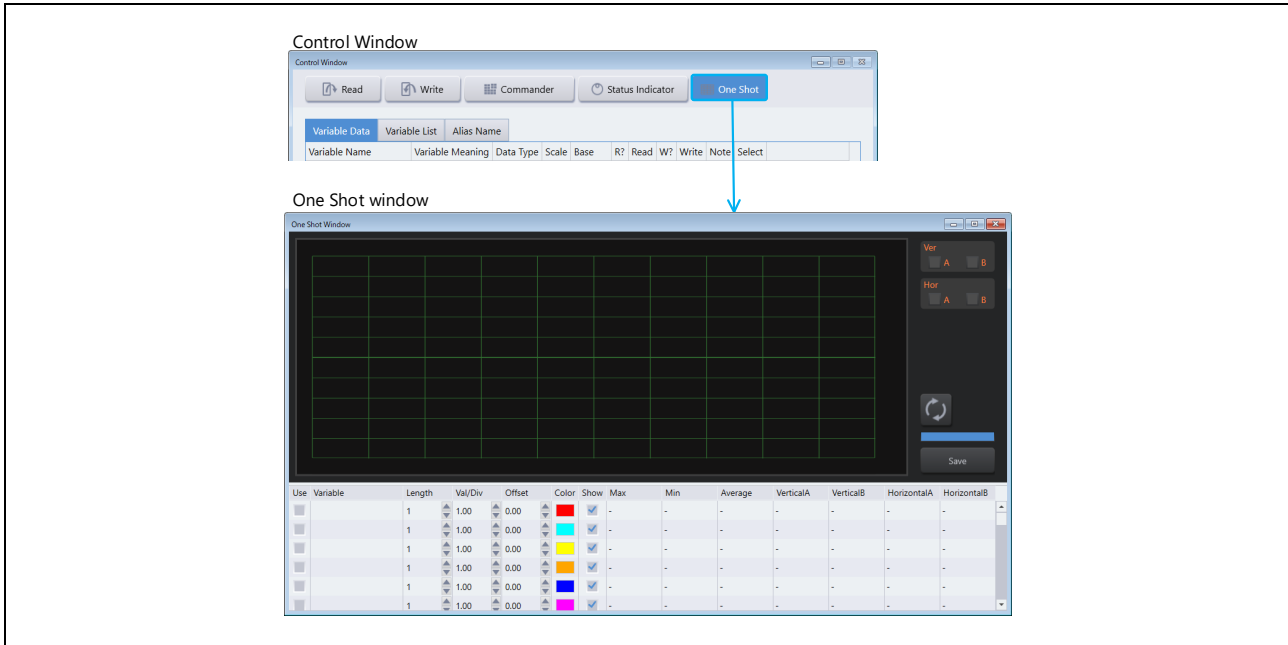 Control Window
Control Window
Read Write Commander Status Indicator One Shot
Variable Data Variable List Alias Name
Variable Name Variable Meaning Data Type Scale Base R? Read W? Write Note Select
One Shot window
One Shot Window
Ver
A B
Hor
A B
Save
Use Variable Length Val/Div Offset Color Show Max Min Average VerticalA VerticalB HorizontalA HorizontalB
1 1.00 0.00 - - - - - - -
1 1.00 0.00 - - - - - - -
1 1.00 0.00 - - - - - - -
1 1.00 0.00 - - - - - - -
1 1.00 0.00 - - - - - - -
1 1.00 0.00 - - - - - - -